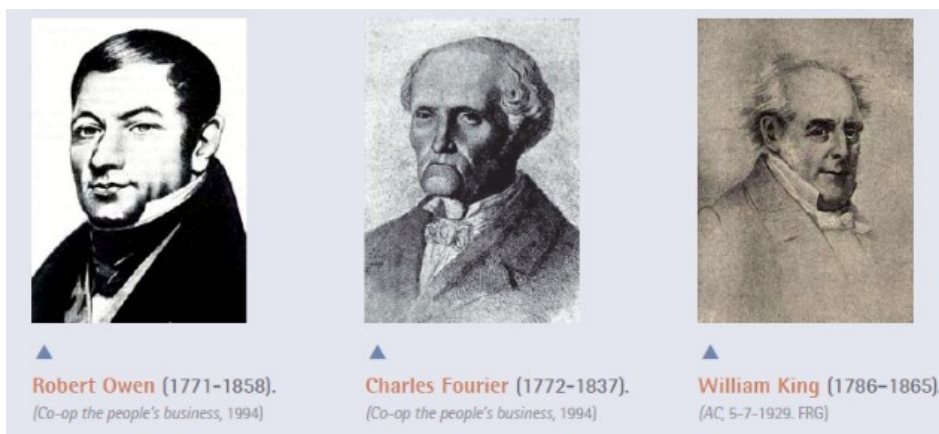 Robert Owen (1771-1858).
(Co-op the people's business, 1994)
Charles Fourier (1772-1837).
(Co-op the people's business, 1994)
William King (1786-1865).
(AC, 5-7-1929. FRG)